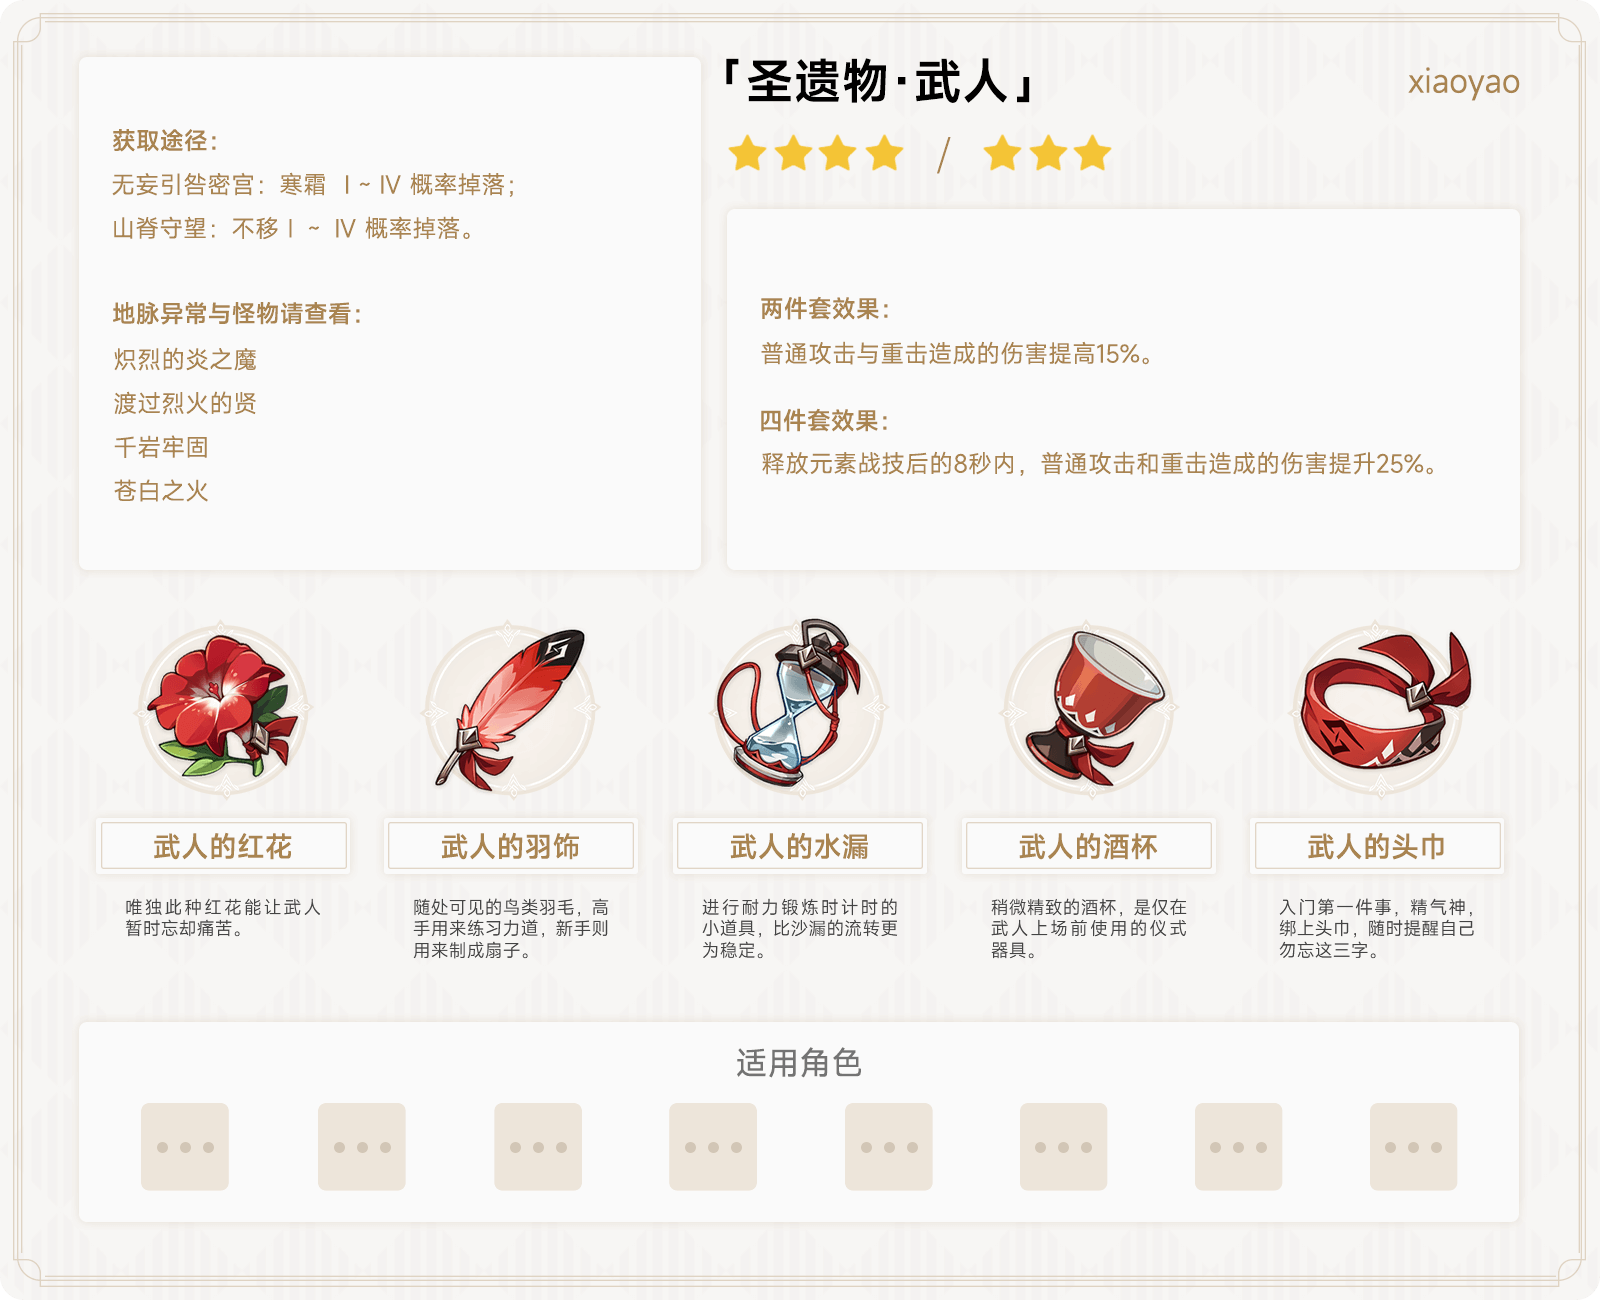 「圣遗物·武人」
xiaoyao
/
获取途径：
无妄引咎密宫：寒霜 Ⅰ ~ Ⅳ 概率掉落；
山脊守望：不移Ⅰ ~ Ⅳ 概率掉落。
地脉异常与怪物请查看：
炽烈的炎之魔
渡过烈火的贤
千岩牢固
苍白之火
两件套效果：
普通攻击与重击造成的伤害提高15%。
四件套效果：
释放元素战技后的8秒内，普通攻击和重击造成的伤害提升25%。
武人的红花
唯独此种红花能让武人
暂时忘却痛苦。
武人的羽饰
随处可见的鸟类羽毛，高
手用来练习力道，新手则
用来制成扇子。
武人的水漏
进行耐力锻炼时计时的
小道具，比沙漏的流转更
为稳定。
武人的酒杯
稍微精致的酒杯，是仅在
武人上场前使用的仪式
器具。
武人的头巾
入门第一件事，精气神，
绑上头巾，随时提醒自己
勿忘这三字。
适用角色